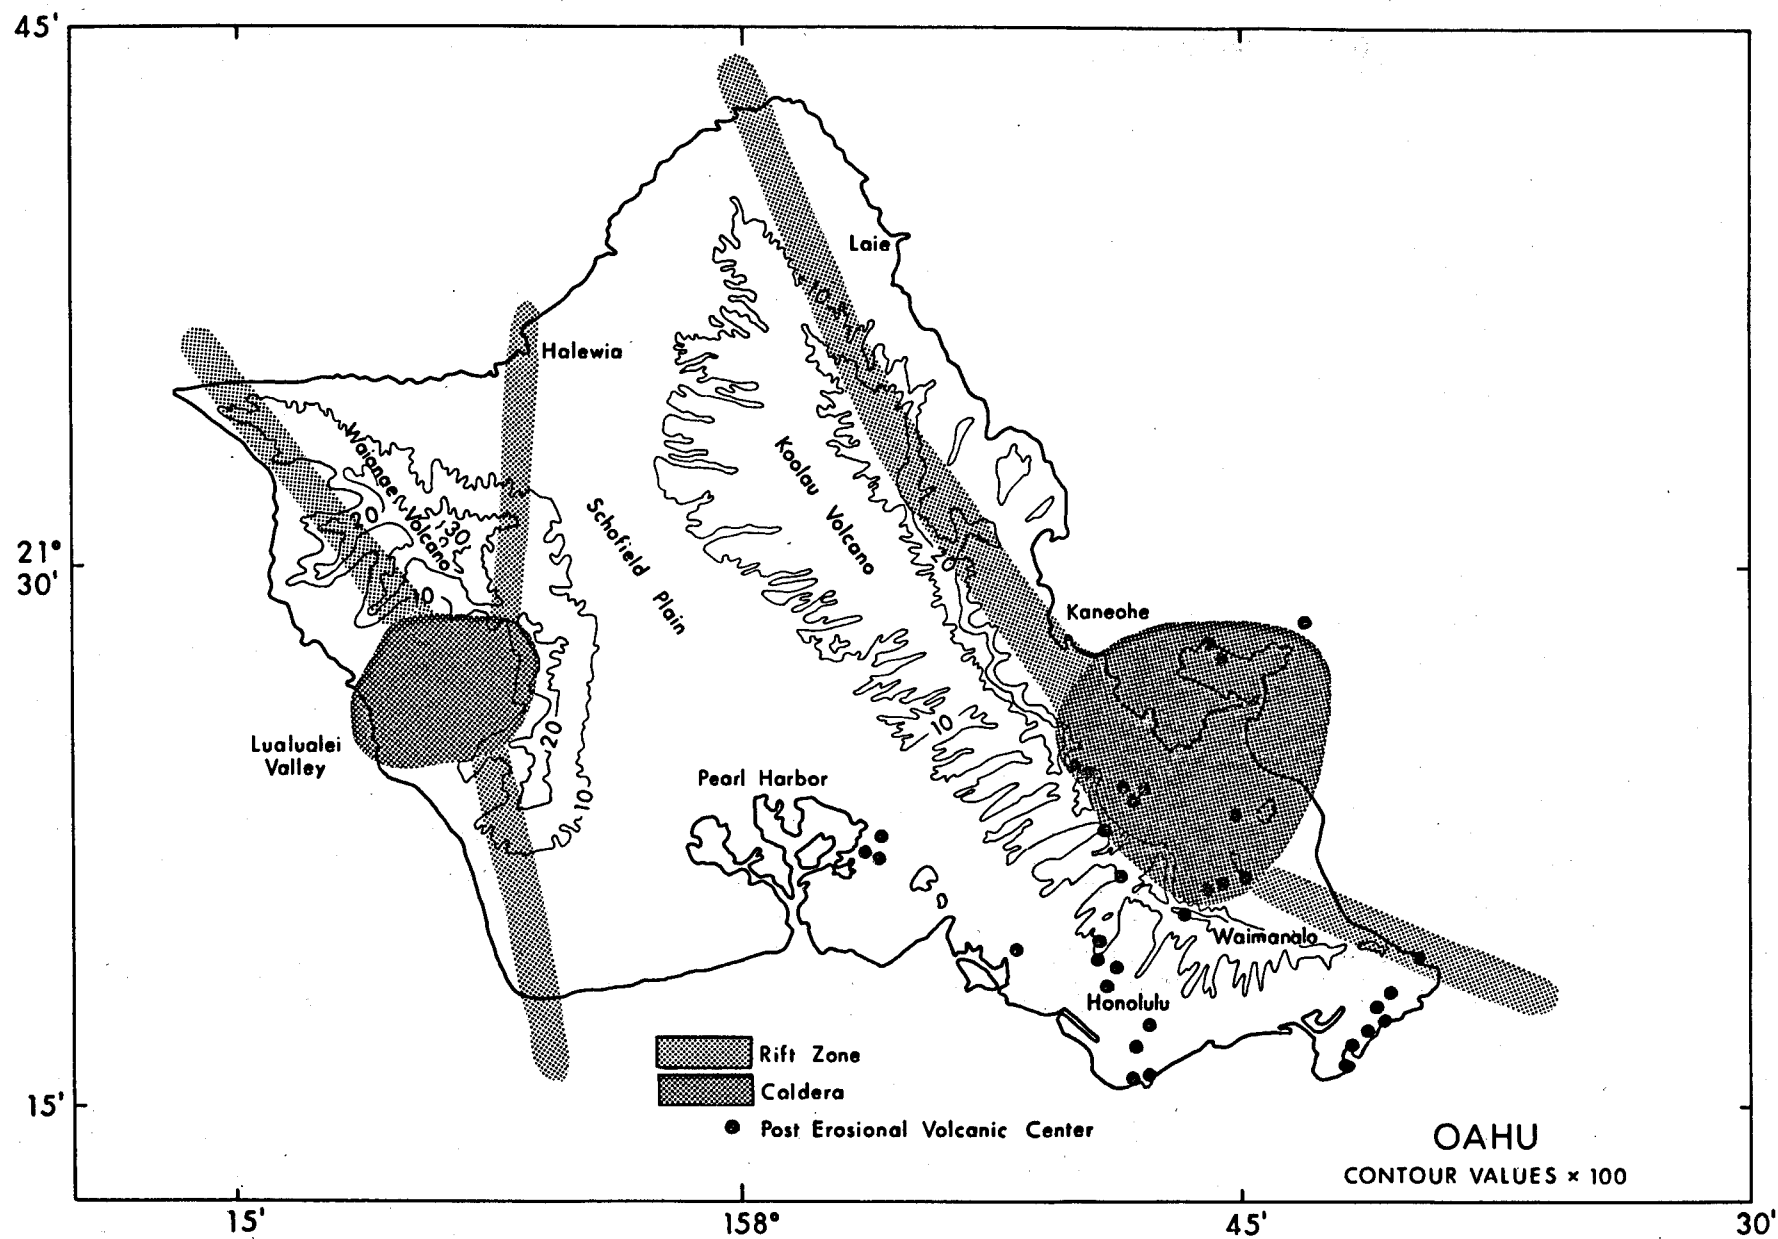 45'
Laie
10
Halewia
Waianae Volcano
Koolau Volcano
20
30
Schofield Plain
21°
30'
20
10
Kaneohe
Lualualei
Valley
20
10
Pearl Harbor
10
Waimanalo
Honolulu
Rift Zone
Caldera
Post Erosional Volcanic Center
15'
OAHU
CONTOUR VALUES × 100
15'
158°
45'
30'